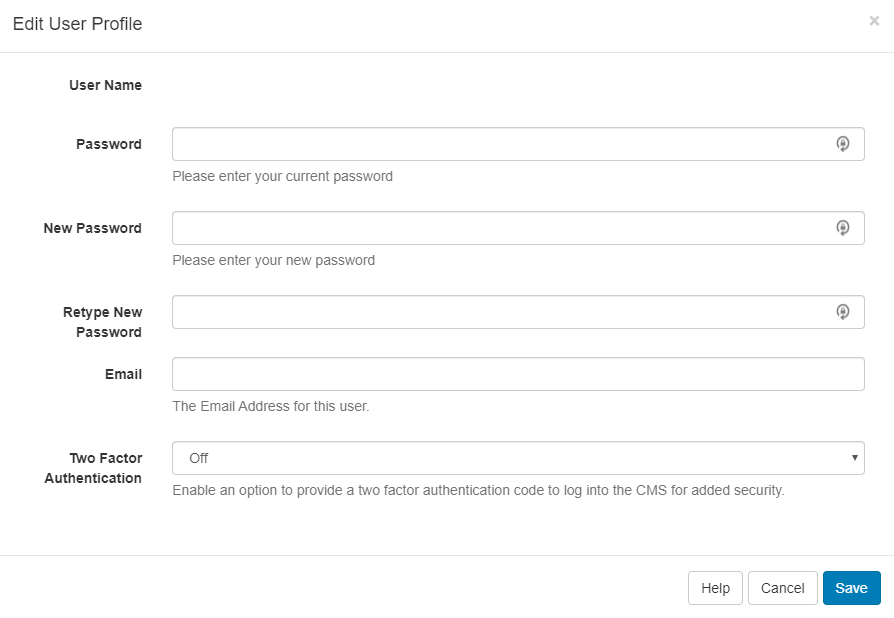 Edit User Profile
×
User Name
Password
Please enter your current password
New Password
Please enter your new password
Retype New
Password
Email
The Email Address for this user.
Two Factor
Authentication
Off
Enable an option to provide a two factor authentication code to log into the CMS for added security.
Help
Cancel
Save